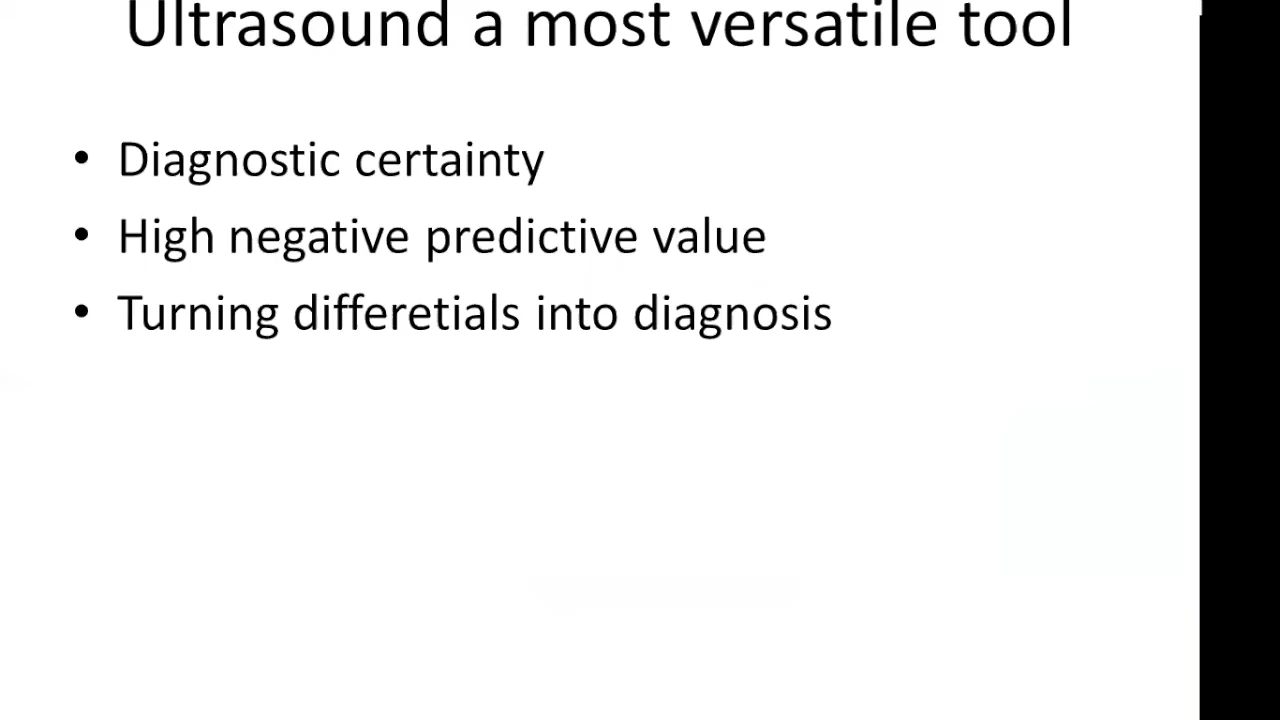 Ultrasound a most versatile tool
• Diagnostic certainty
• High negative predictive value
• Turning differetials into diagnosis